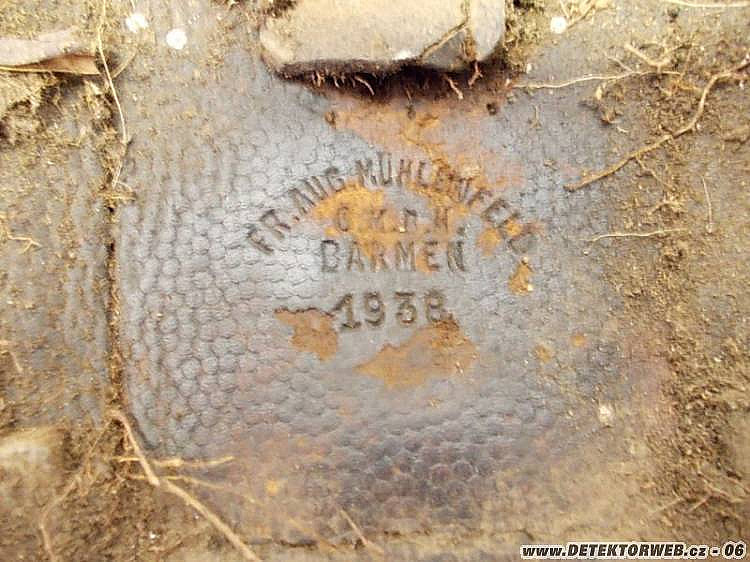 FR. AUG. MÜHLENFELD
G.M.B.H.
BARMEN
1938
www.DETEKTORWEB.cz - 06